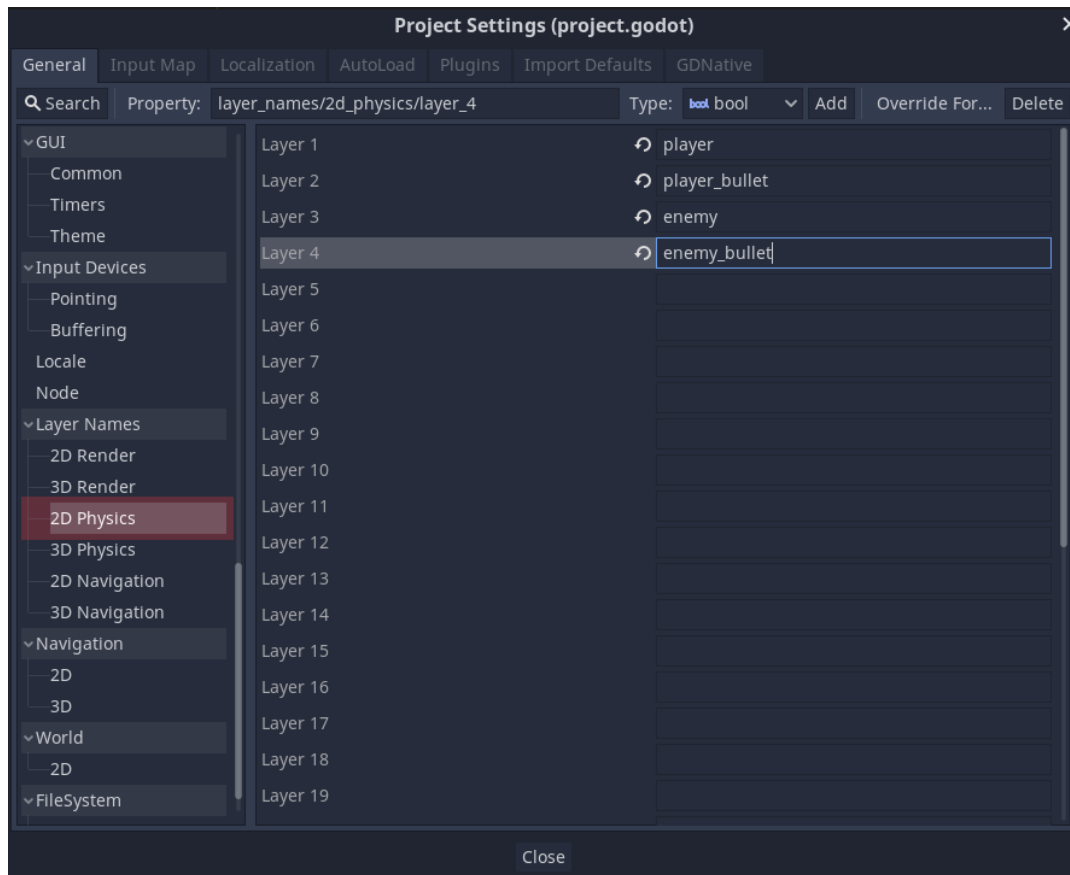 Project Settings (project.godot)
General Input Map Localization AutoLoad Plugins Import Defaults GDNative
Search Property: layer_names/2d_physics/layer_4 Type: bool bool Add Override For... Delete
GUI
Common
Timers
Theme
Input Devices
Pointing
Buffering
Locale
Node
Layer Names
2D Render
3D Render
2D Physics
3D Physics
2D Navigation
3D Navigation
Navigation
2D
3D
World
2D
FileSystem
Layer 1 player
Layer 2 player_bullet
Layer 3 enemy
Layer 4 enemy_bullet
Layer 5
Layer 6
Layer 7
Layer 8
Layer 9
Layer 10
Layer 11
Layer 12
Layer 13
Layer 14
Layer 15
Layer 16
Layer 17
Layer 18
Layer 19
Close